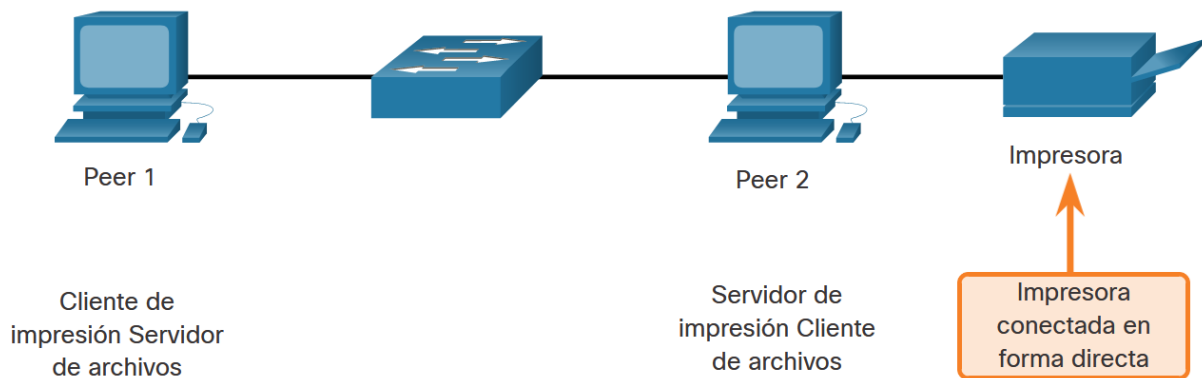 Peer 1
Peer 2
Impresora
Cliente de
impresión Servidor
de archivos
Servidor de
impresión Cliente
de archivos
Impresora
conectada en
forma directa